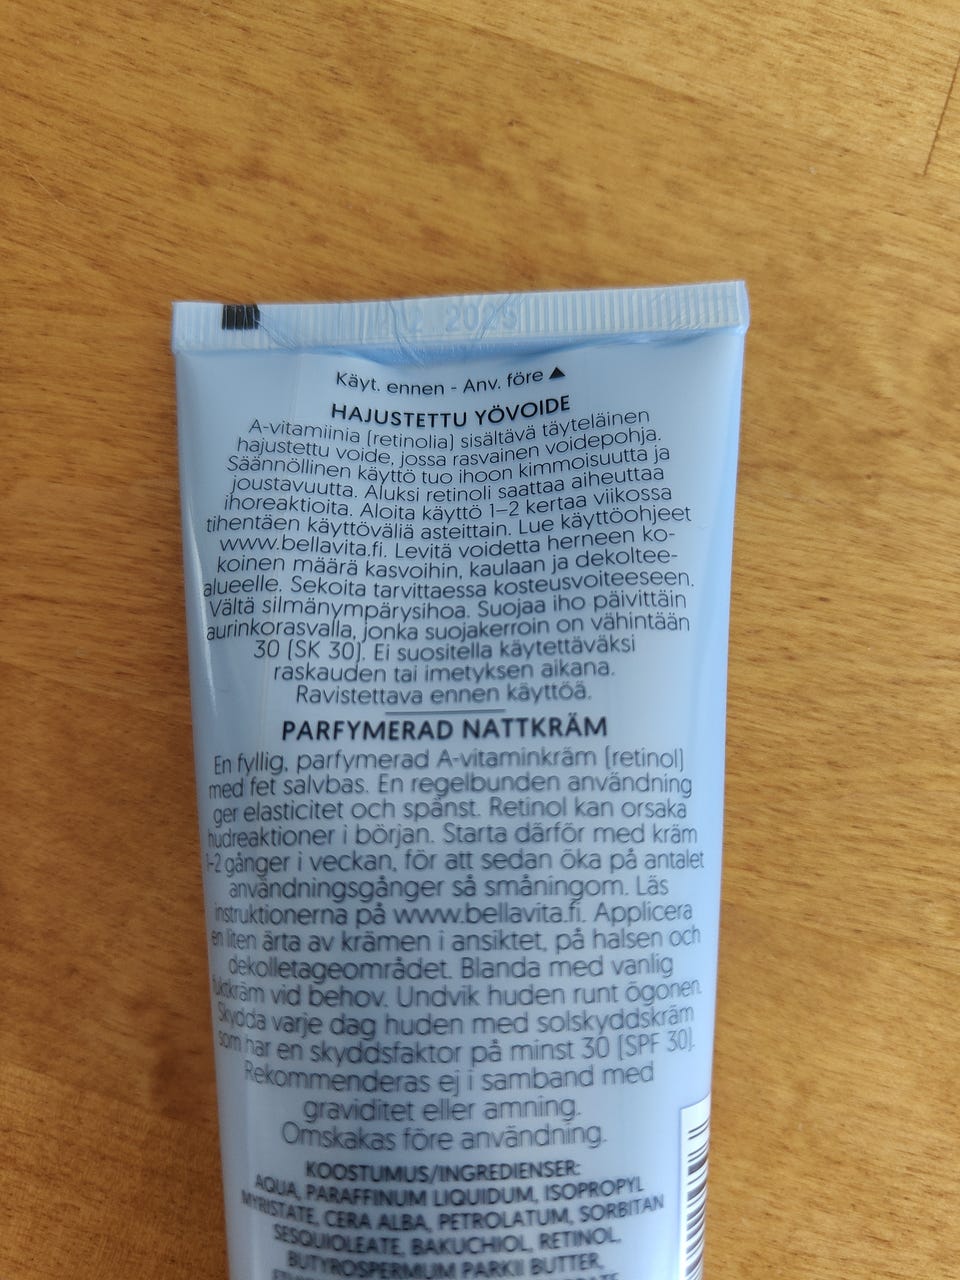 2026
Käyt. ennen - Anv. före ▲
HAJUSTETTU YÖVOIDE
A-vitamiinia (retinolia) sisältävä täyteläinen
hajustettu voide, jossa rasvainen voidepohja.
Säännöllinen käyttö tuo ihoon kimmoisuutta ja
joustavuutta. Aluksi retinoli saattaa aiheuttaa
ihoreaktioita. Aloita käyttö 1–2 kertaa viikossa
tihentäen käyttöväliä asteittain. Lue käyttöohjeet
www.bellavita.fi. Levitä voidetta herneen ko-
koinen määrä kasvoihin, kaulaan ja dekoltee-
alueelle. Sekoita tarvittaessa kosteusvoiteeseen.
Vältä silmänympärysihoa. Suojaa iho päivittäin
aurinkorasvalla, jonka suojakerroin on vähintään
30 (SK 30). Ei suositella käytettäväksi
raskauden tai imetyksen aikana.
Ravistettava ennen käyttöä.
PARFYMERAD NATTKRÄM
En fyllig, parfymerad A-vitaminkräm (retinol)
med fet salvbas. En regelbunden användning
ger elasticitet och spänst. Retinol kan orsaka
hudreaktioner i början. Starta därför med kräm
1-2 gånger i veckan, för att sedan öka på antalet
användningsgånger så småningom. Läs
instruktionerna på www.bellavita.fi. Applicera
en liten ärta av krämen i ansiktet, på halsen och
dekolletageområdet. Blanda med vanlig
fuktkräm vid behov. Undvik huden runt ögonen.
Skydda varje dag huden med solskyddskräm
som har en skyddsfaktor på minst 30 (SPF 30).
Rekommenderas ej i samband med
graviditet eller amning.
Omskakas före användning.
KOOSTUMUS/INGREDIENSER:
AQUA, PARAFFINUM LIQUIDUM, ISOPROPYL
MYRISTATE, CERA ALBA, PETROLATUM, SORBITAN
SESQUIOLEATE, BAKUCHIOL, RETINOL,
BUTYROSPERMUM PARKII BUTTER,